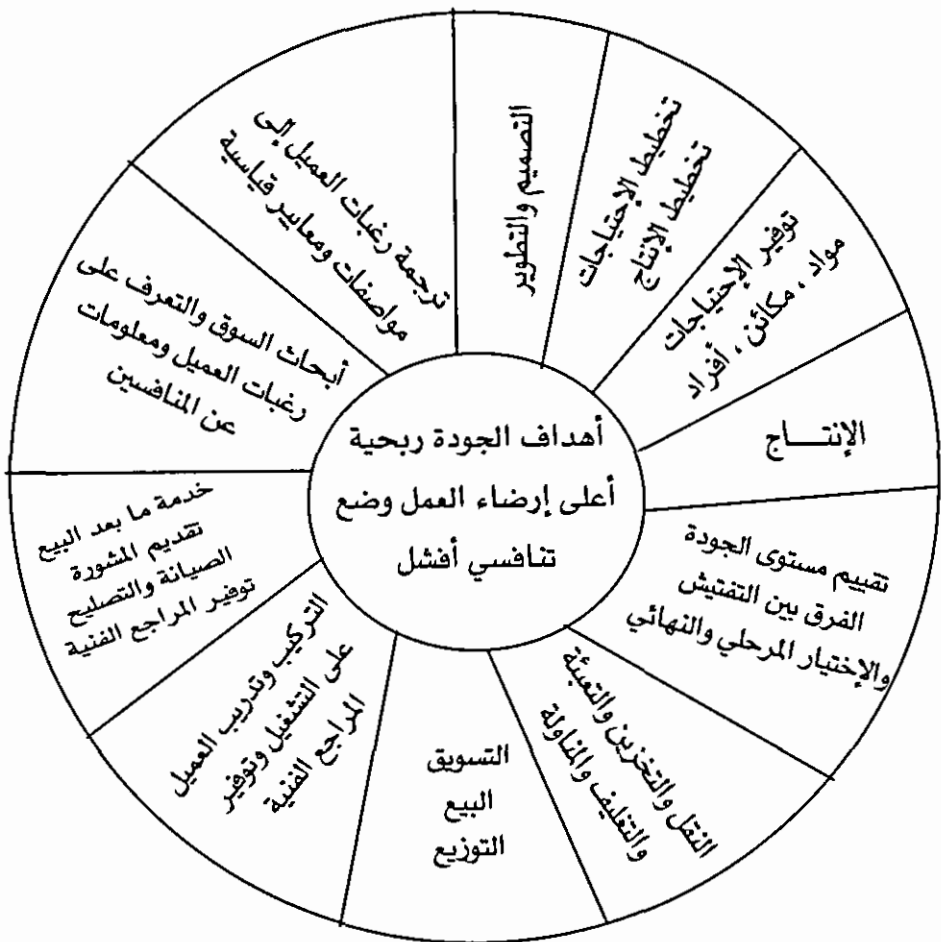 أهداف الجودة ربحية
أعلى إرضاء العمل وضع
تنافسي أفشل
التصميم والتطوير
تخطيط الإحتياجات
تخطيط الإنتاج
توفير الإحتياجات
مواد ، مكائن ، أفراد
الإنتـــاج
تقييم مستوى الجودة
الفرق بين التفتيش
والإختيار المرحلي والنهائي
النقل والتخزين والتعبئة
والتغليف والمناولة
التسويق
البيع
التوزيع
التركيب وتدريب العميل
على التشغيل وتوفير
المراجع الفنية
خدمة ما بعد البيع
تقديم المشورة
الصيانة والتصليح
توفير المراجع الفنية
أبحاث السوق والتعرف على
رغبات العميل ومعلومات
عن المنافسين
ترجمة رغبات العميل إلى
مواصفات ومعايير قياسية